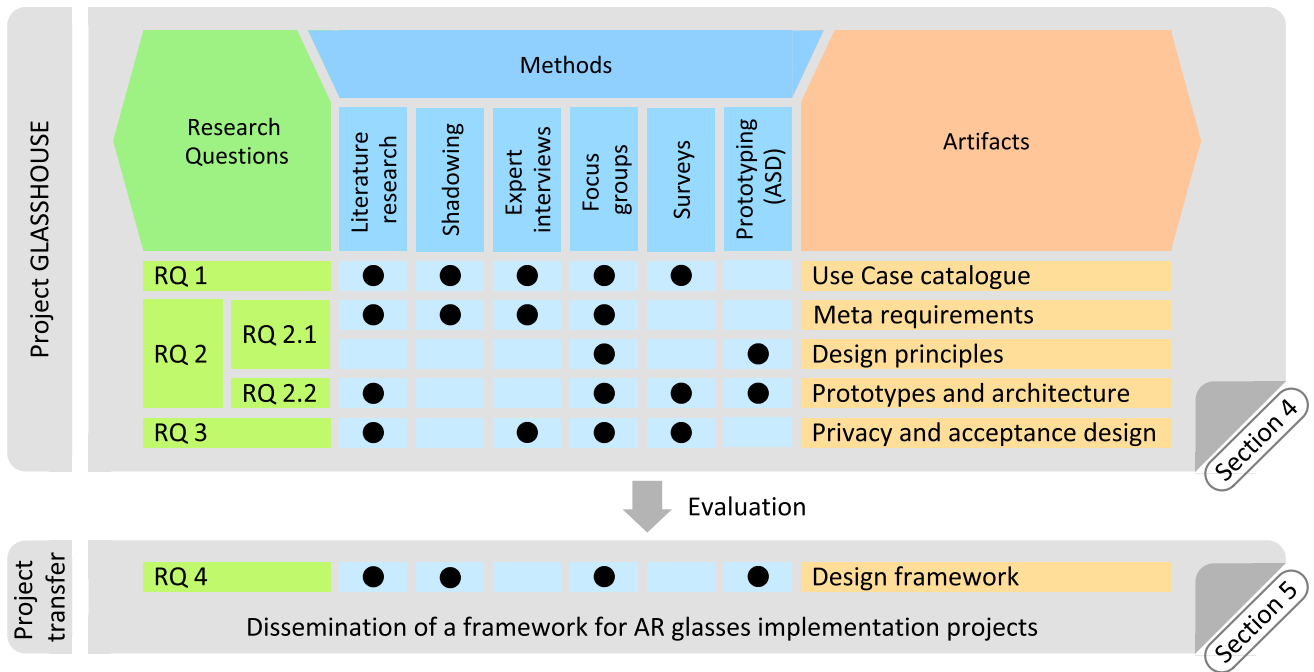 Project GLASSHOUSE
Research
Questions
Methods
Literature
research
Shadowing
Expert
interviews
Focus
groups
Surveys
Prototyping
(ASD)
Artifacts
RQ 1
Use Case catalogue
RQ 2
RQ 2.1
Meta requirements
Design principles
RQ 2.2
Prototypes and architecture
RQ 3
Privacy and acceptance design
Section 4
Evaluation
Project
transfer
RQ 4
Design framework
Dissemination of a framework for AR glasses implementation projects
Section 5